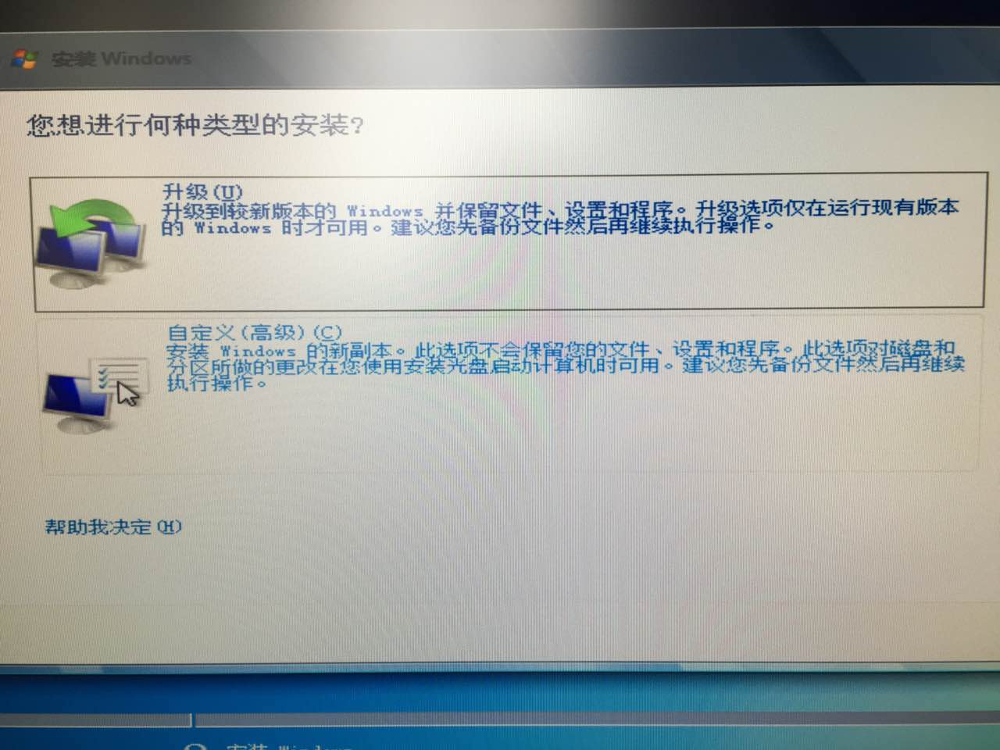 安装 Windows
您想进行何种类型的安装?
升级(U)
升级到较新版本的 Windows 并保留文件、设置和程序。升级选项仅在运行现有版本
的 Windows 时才可用。建议您先备份文件然后再继续执行操作。
自定义(高级)(C)
安装 Windows 的新副本。此选项不会保留您的文件、设置和程序。此选项对磁盘和
分区所做的更改在您使用安装光盘启动计算机时可用。建议您先备份文件然后再继续
执行操作。
帮助我决定(H)
安装 Windows